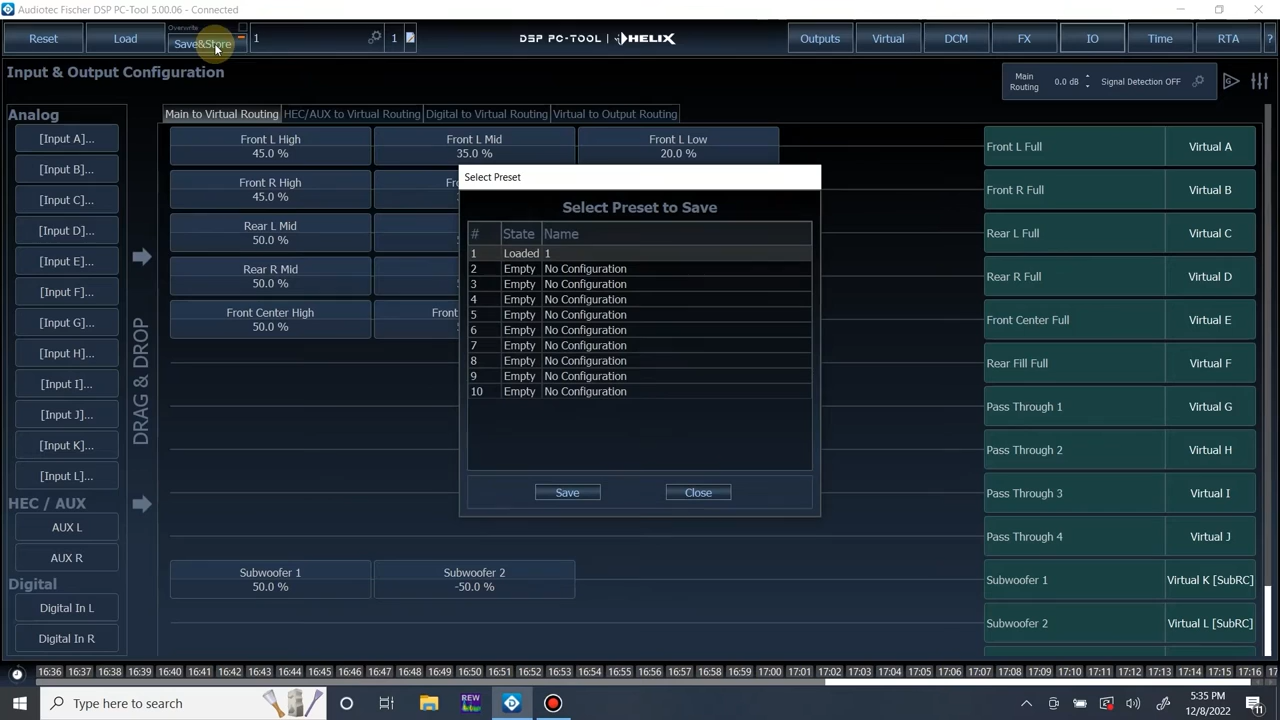 Audiotec Fischer DSP PC-Tool 5.00.06 - Connected
Reset Load Overwrite Save&Store 1 1 DSP PC-TOOL HELIX Outputs Virtual DCM FX IO Time RTA ?
Input & Output Configuration
Main Routing 0.0 dB Signal Detection OFF
Analog
[Input A]...
[Input B]...
[Input C]...
[Input D]...
[Input E]...
[Input F]...
[Input G]...
[Input H]...
[Input I]...
[Input J]...
[Input K]...
[Input L]...
HEC / AUX
AUX L
AUX R
Digital
Digital In L
Digital In R
DRAG & DROP
Main to Virtual Routing HEC/AUX to Virtual Routing Digital to Virtual Routing Virtual to Output Routing
Front L High Front L Mid Front L Low
45.0 % 35.0 % 20.0 %
Front R High
45.0 %
Rear L Mid
50.0 %
Rear R Mid
50.0 %
Front Center High
50.0 %
Subwoofer 1 Subwoofer 2
50.0 % -50.0 %
Select Preset
Select Preset to Save
# State Name
1 Loaded 1
2 Empty No Configuration
3 Empty No Configuration
4 Empty No Configuration
5 Empty No Configuration
6 Empty No Configuration
7 Empty No Configuration
8 Empty No Configuration
9 Empty No Configuration
10 Empty No Configuration
Save Close
Front L Full Virtual A
Front R Full Virtual B
Rear L Full Virtual C
Rear R Full Virtual D
Front Center Full Virtual E
Rear Fill Full Virtual F
Pass Through 1 Virtual G
Pass Through 2 Virtual H
Pass Through 3 Virtual I
Pass Through 4 Virtual J
Subwoofer 1 Virtual K [SubRC]
Subwoofer 2 Virtual L [SubRC]
16:36 16:37 16:38 16:39 16:40 16:41 16:42 16:43 16:44 16:45 16:46 16:47 16:48 16:49 16:50 16:51 16:52 16:53 16:54 16:55 16:56 16:57 16:58 16:59 17:00 17:01 17:02 17:03 17:04 17:05 17:06 17:07 17:08 17:09 17:10 17:11 17:12 17:13 17:14 17:15 17:16
Type here to search
REW
5:35 PM
12/8/2022
11